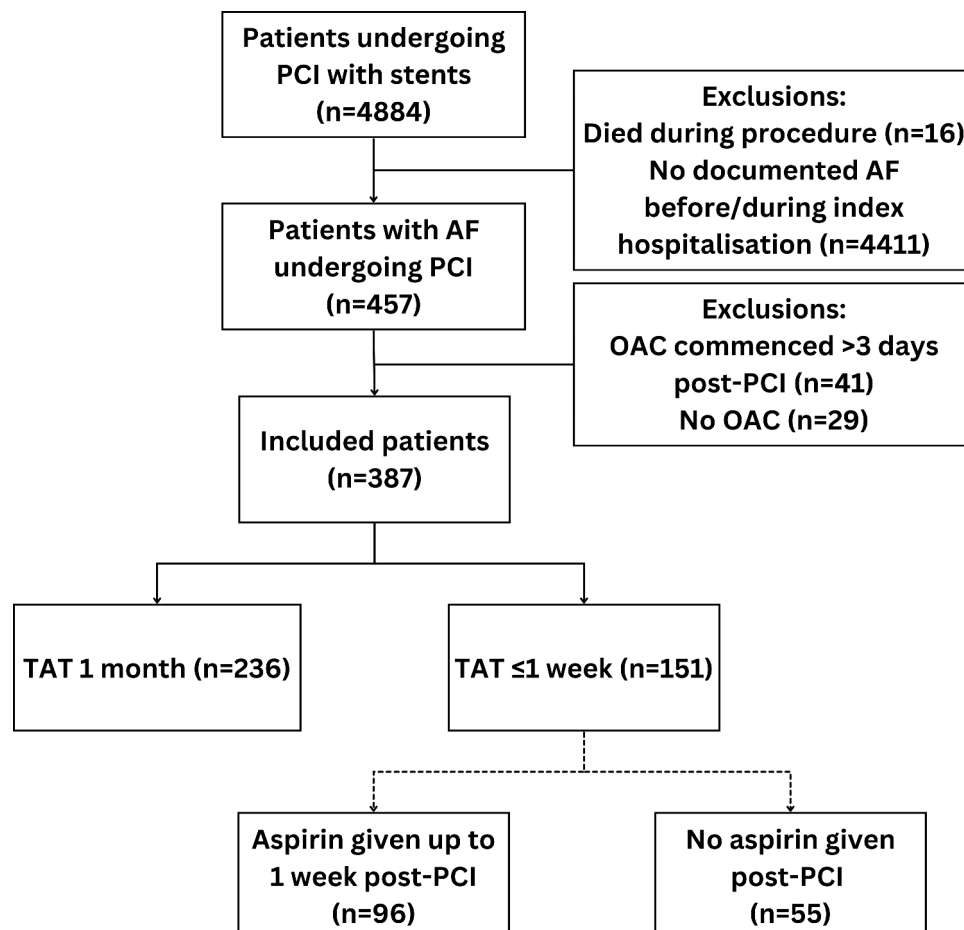 Patients undergoing
PCI with stents
(n=4884)
Exclusions:
Died during procedure (n=16)
No documented AF
before/during index
hospitalisation (n=4411)
Patients with AF
undergoing PCI
(n=457)
Exclusions:
OAC commenced >3 days
post-PCI (n=41)
No OAC (n=29)
Included patients
(n=387)
TAT 1 month (n=236)
TAT ≤1 week (n=151)
Aspirin given up to
1 week post-PCI
(n=96)
No aspirin given
post-PCI
(n=55)